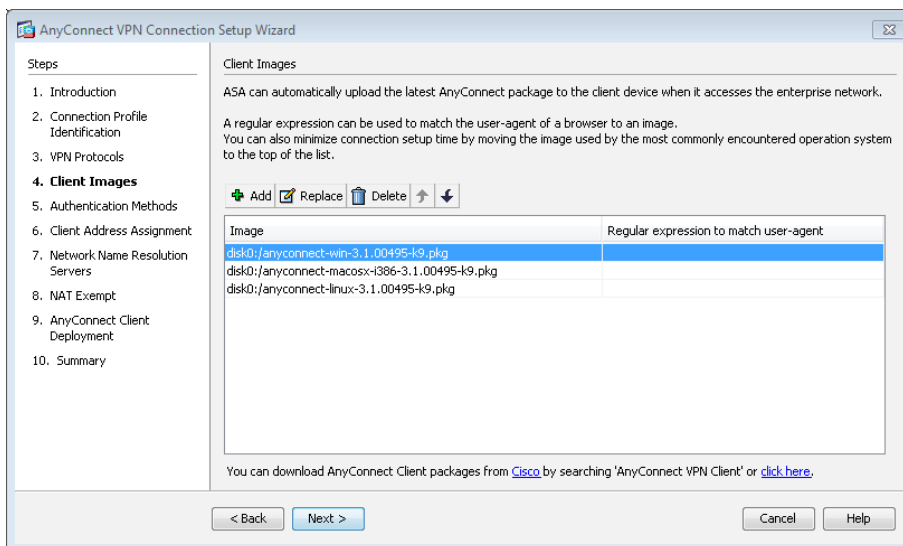 AnyConnect VPN Connection Setup Wizard
Steps
1. Introduction
2. Connection Profile
Identification
3. VPN Protocols
4. Client Images
5. Authentication Methods
6. Client Address Assignment
7. Network Name Resolution
Servers
8. NAT Exempt
9. AnyConnect Client
Deployment
10. Summary
Client Images
ASA can automatically upload the latest AnyConnect package to the client device when it accesses the enterprise network.
A regular expression can be used to match the user-agent of a browser to an image.
You can also minimize connection setup time by moving the image used by the most commonly encountered operation system
to the top of the list.
Add Replace Delete
Image Regular expression to match user-agent
disk0:/anyconnect-win-3.1.00495-k9.pkg
disk0:/anyconnect-macosx-i386-3.1.00495-k9.pkg
disk0:/anyconnect-linux-3.1.00495-k9.pkg
You can download AnyConnect Client packages from Cisco by searching 'AnyConnect VPN Client' or click here.
< Back Next > Cancel Help